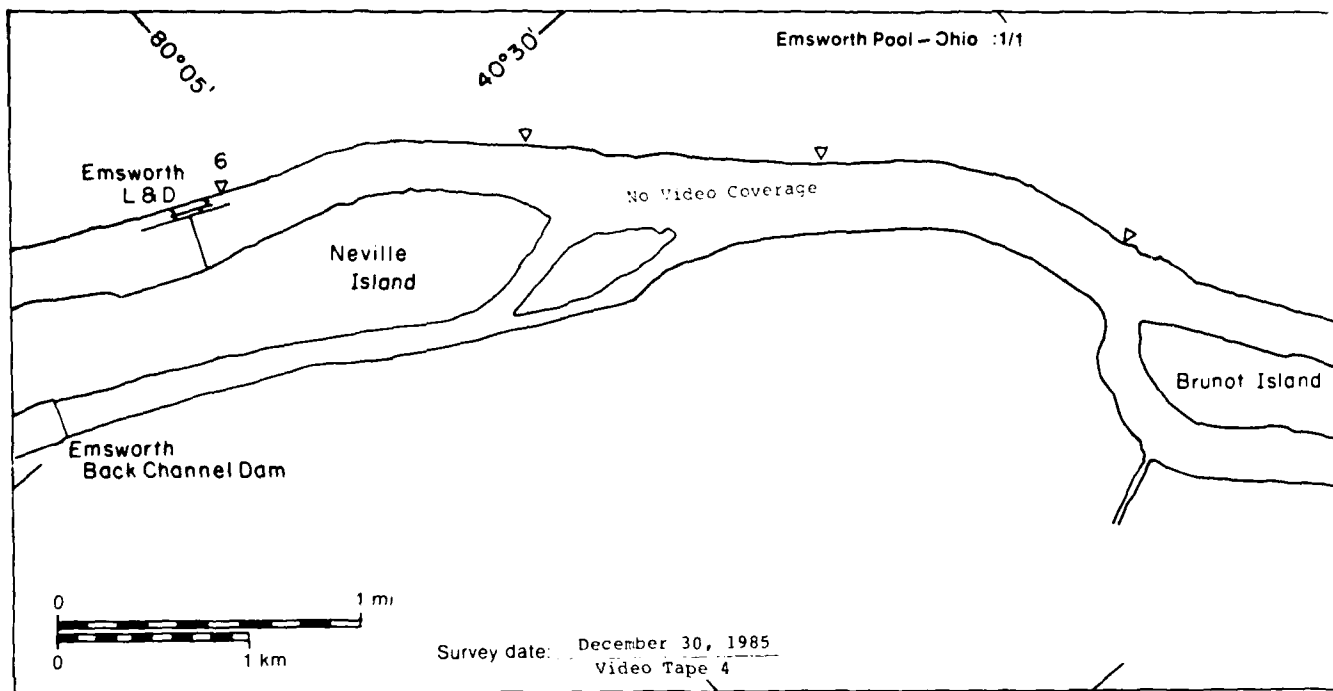 Emsworth Pool – Ohio :1/1
80°05'
40°30'
6
Emsworth
L & D
No Video Coverage
Neville
Island
Brunot Island
Emsworth
Back Channel Dam
0 1 mi
0 1 km
Survey date: December 30, 1985
Video Tape 4